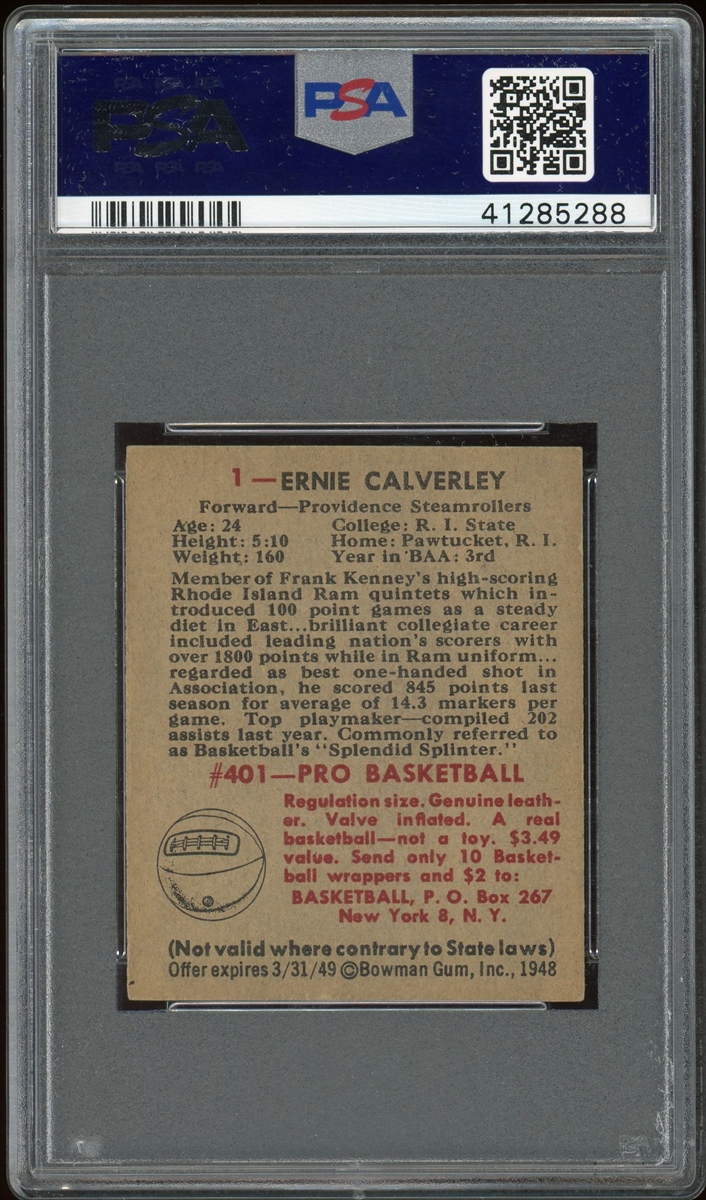 PSA
PSA
41285288
1—ERNIE CALVERLEY
Forward—Providence Steamrollers
Age: 24 College: R. I. State
Height: 5:10 Home: Pawtucket, R. I.
Weight: 160 Year in BAA: 3rd
Member of Frank Kenney's high-scoring
Rhode Island Ram quintets which in-
troduced 100 point games as a steady
diet in East...brilliant collegiate career
included leading nation's scorers with
over 1800 points while in Ram uniform...
regarded as best one-handed shot in
Association, he scored 845 points last
season for average of 14.3 markers per
game. Top playmaker—compiled 202
assists last year. Commonly referred to
as Basketball's "Splendid Splinter."
#401—PRO BASKETBALL
Regulation size. Genuine leath-
er. Valve inflated. A real
basketball—not a toy. $3.49
value. Send only 10 Basket-
ball wrappers and $2 to:
BASKETBALL, P. O. Box 267
New York 8, N. Y.
(Not valid where contrary to State laws)
Offer expires 3/31/49 ©Bowman Gum, Inc., 1948